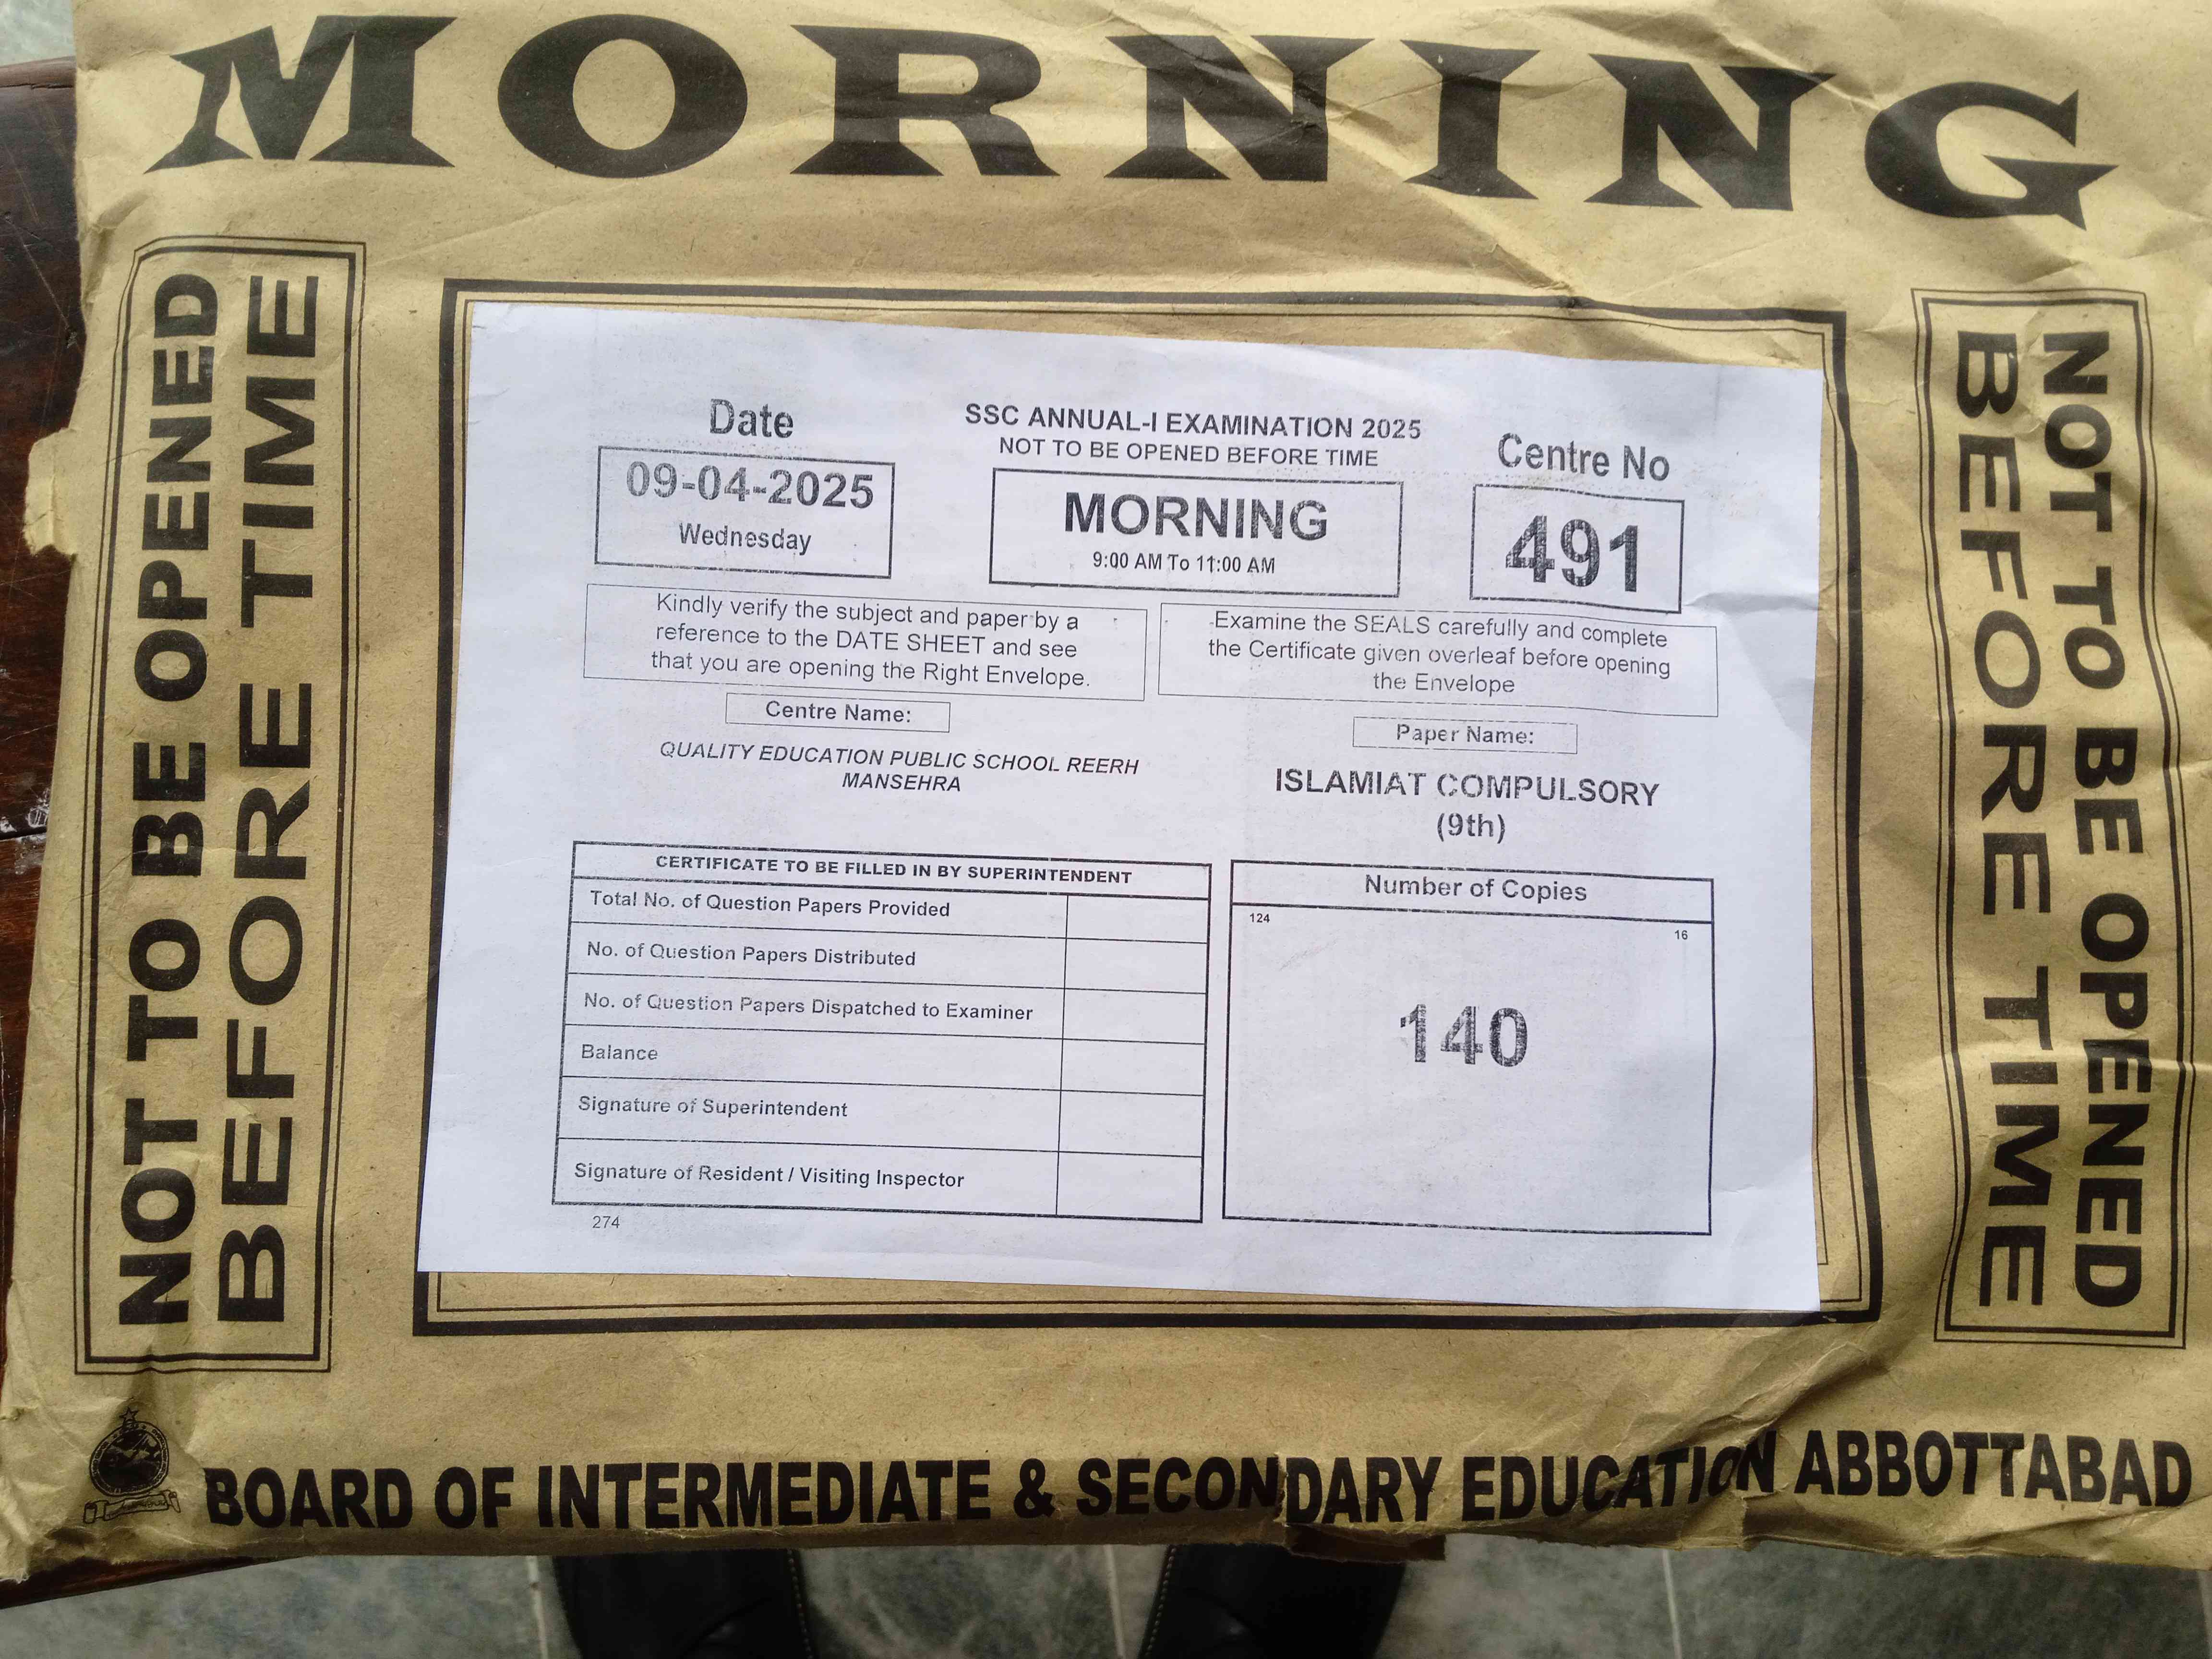 MORNING
NOT TO BE OPENED
BEFORE TIME
Date
09-04-2025
Wednesday
SSC ANNUAL-I EXAMINATION 2025
NOT TO BE OPENED BEFORE TIME
MORNING
9:00 AM To 11:00 AM
Centre No
491
Kindly verify the subject and paper by a
reference to the DATE SHEET and see
that you are opening the Right Envelope.
Examine the SEALS carefully and complete
the Certificate given overleaf before opening
the Envelope
Centre Name:
QUALITY EDUCATION PUBLIC SCHOOL REERH
MANSEHRA
Paper Name:
ISLAMIAT COMPULSORY
(9th)
CERTIFICATE TO BE FILLED IN BY SUPERINTENDENT
Total No. of Question Papers Provided
No. of Question Papers Distributed
No. of Question Papers Dispatched to Examiner
Balance
Signature of Superintendent
Signature of Resident / Visiting Inspector
274
Number of Copies
124
16
140
NOT TO BE OPENED
BEFORE TIME
BOARD OF INTERMEDIATE & SECONDARY EDUCATION ABBOTTABAD